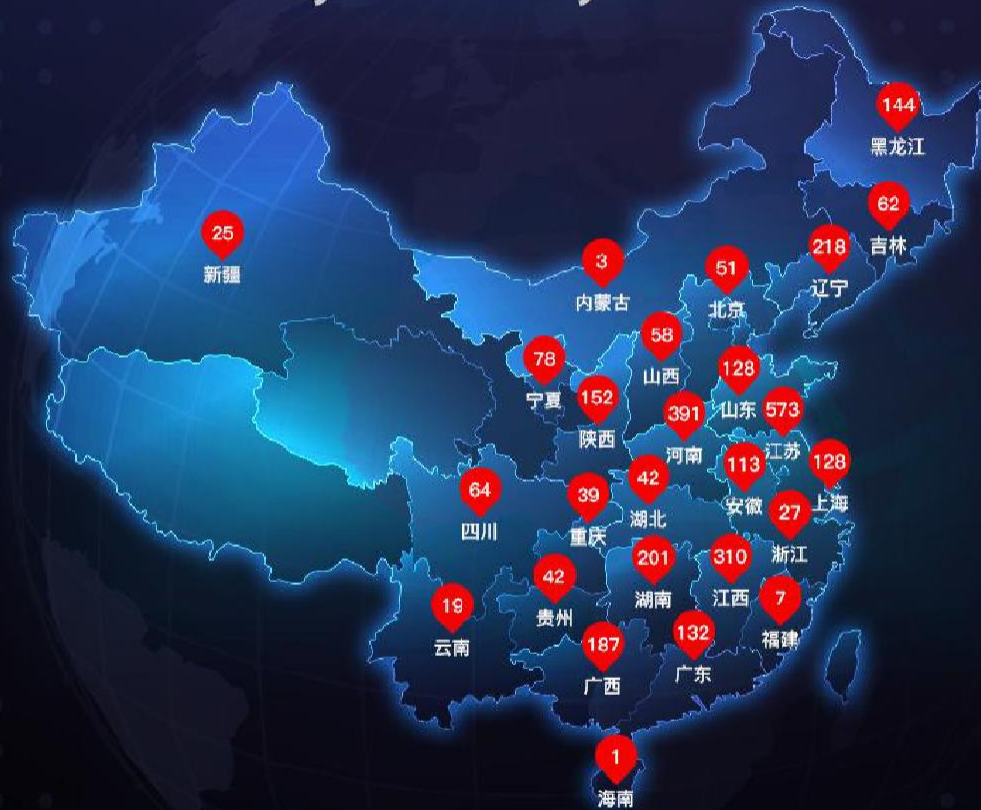 144
黑龙江
62
吉林
218
辽宁
25
新疆
3
内蒙古
51
北京
58
山西
78
宁夏
128
山东
152
陕西
391
河南
573
江苏
113
安徽
128
上海
42
湖北
64
四川
39
重庆
27
浙江
201
湖南
310
江西
42
贵州
7
福建
19
云南
132
广东
187
广西
1
海南